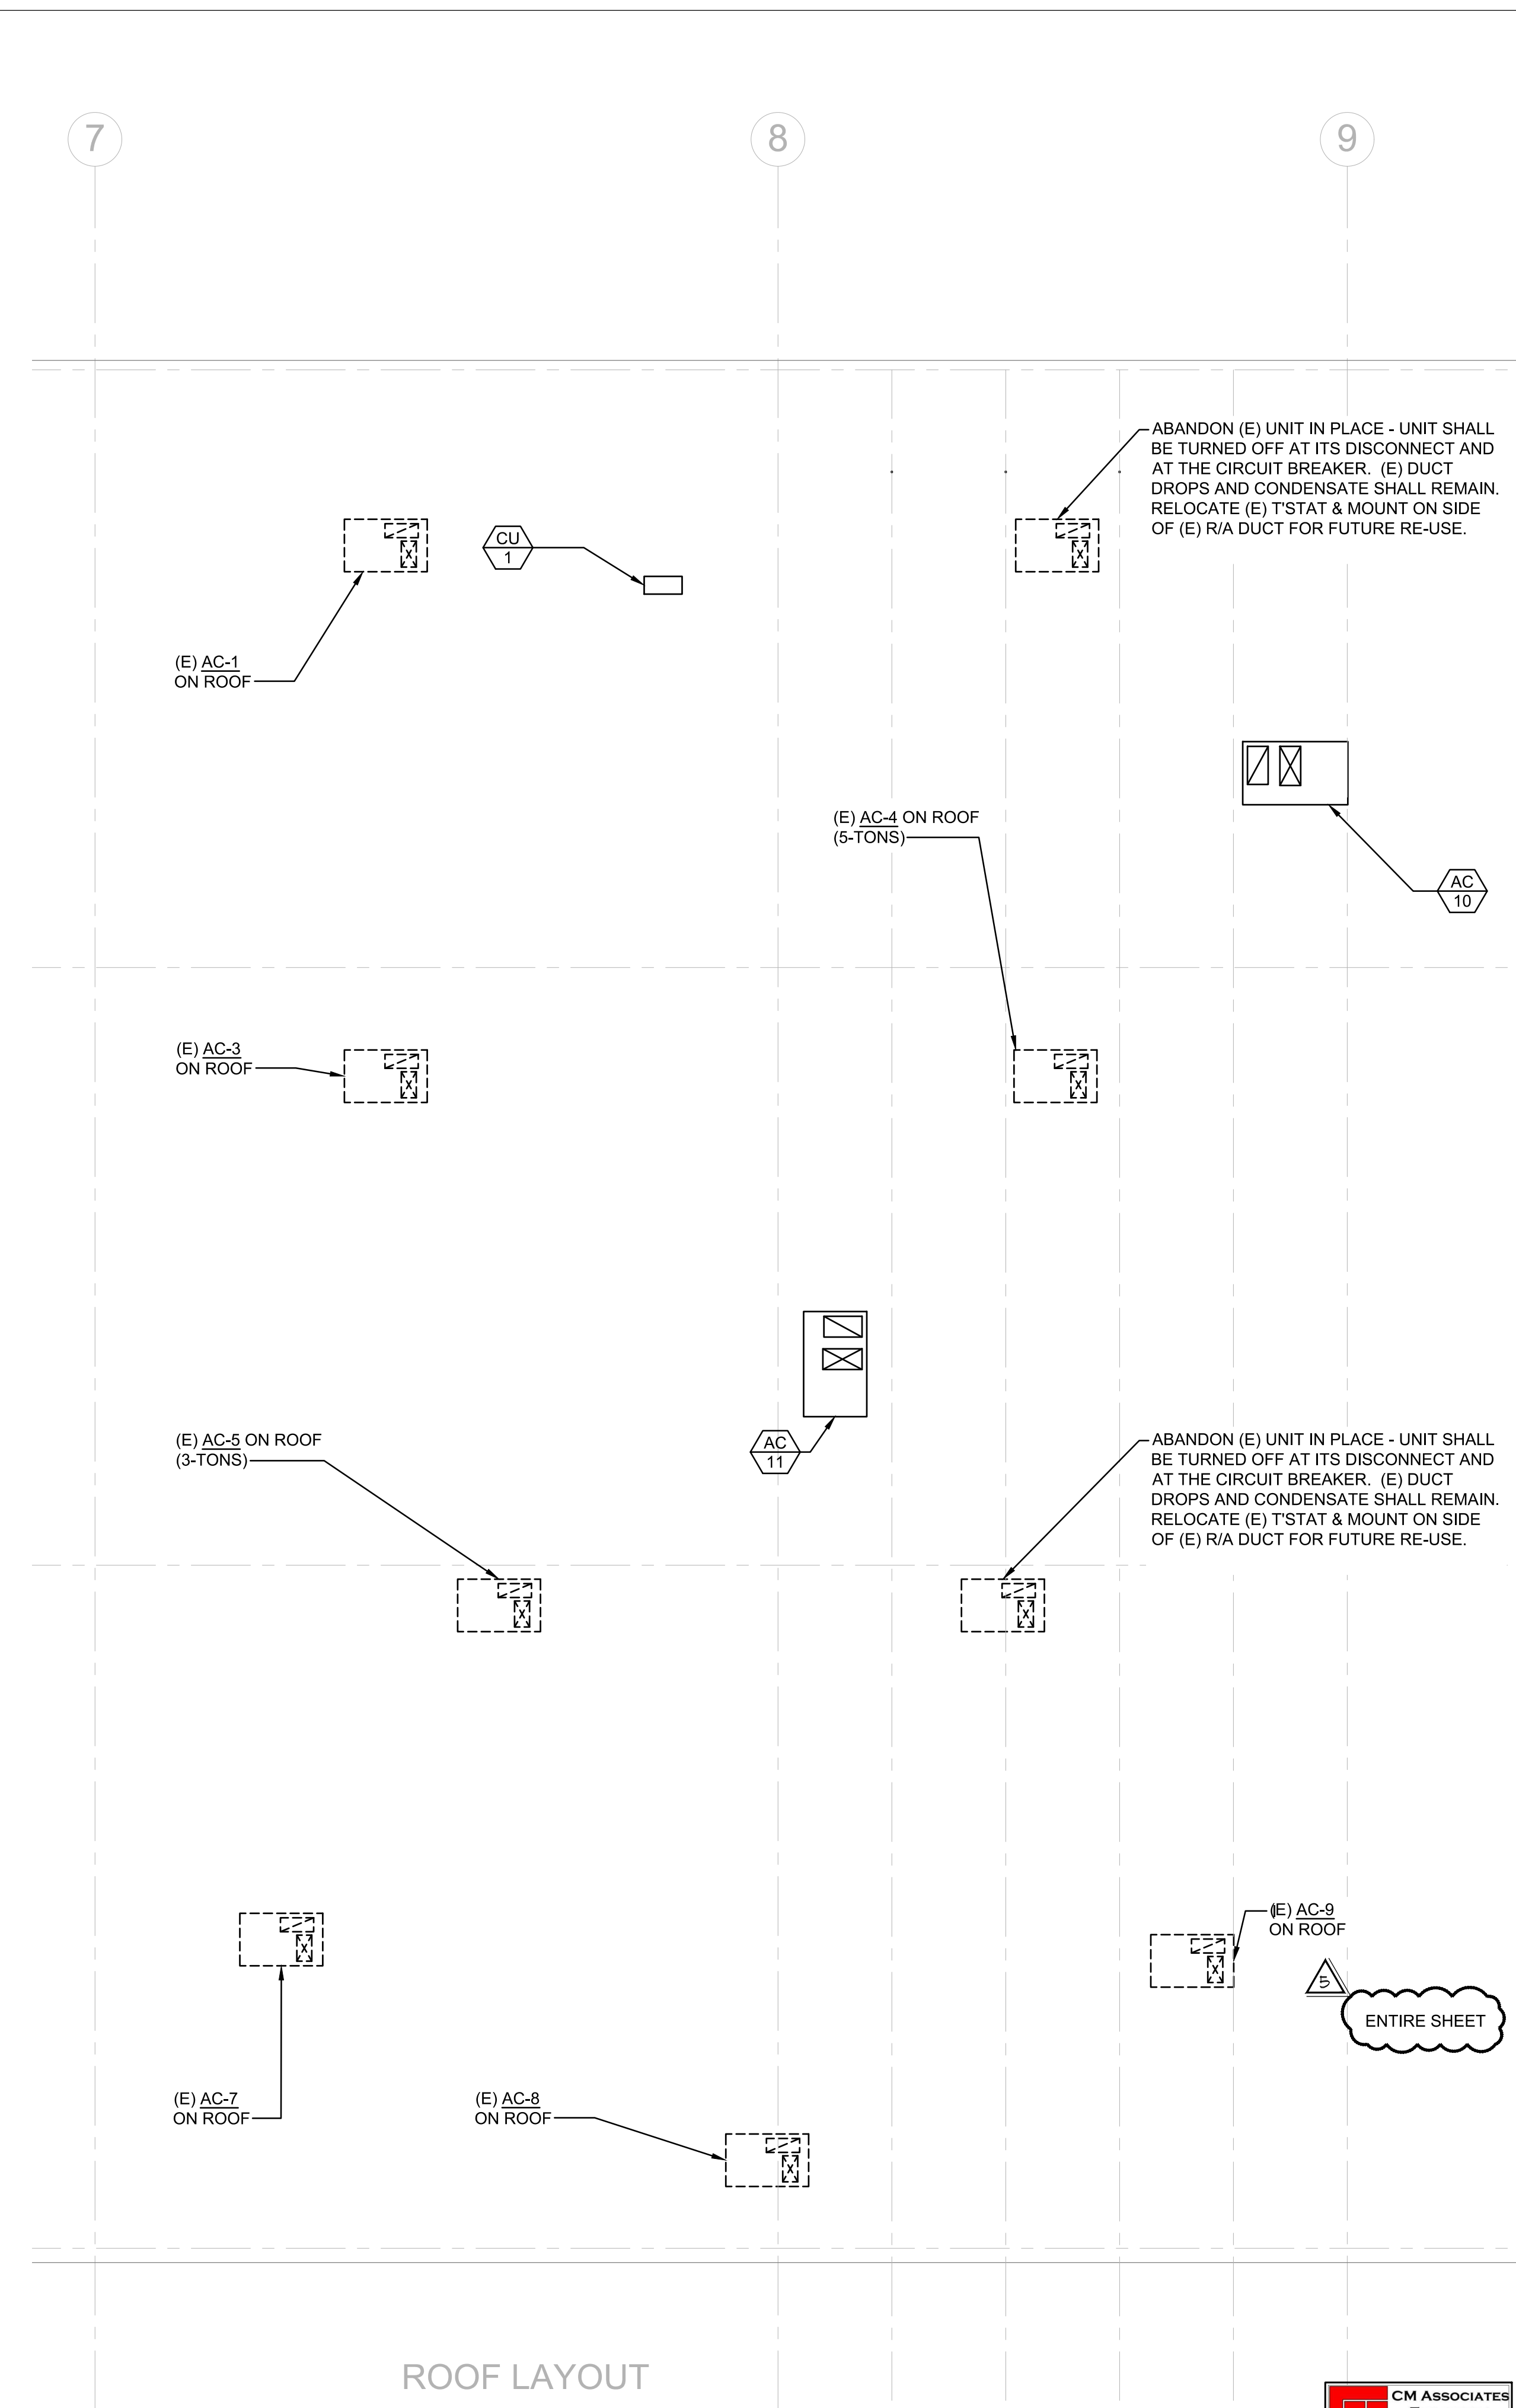 7
8
9
ABANDON (E) UNIT IN PLACE - UNIT SHALL
BE TURNED OFF AT ITS DISCONNECT AND
AT THE CIRCUIT BREAKER. (E) DUCT
DROPS AND CONDENSATE SHALL REMAIN.
RELOCATE (E) T'STAT & MOUNT ON SIDE
OF (E) R/A DUCT FOR FUTURE RE-USE.
CU
1
(E) AC-1
ON ROOF
(E) AC-4 ON ROOF
(5-TONS)
AC
10
(E) AC-3
ON ROOF
(E) AC-5 ON ROOF
(3-TONS)
AC
11
ABANDON (E) UNIT IN PLACE - UNIT SHALL
BE TURNED OFF AT ITS DISCONNECT AND
AT THE CIRCUIT BREAKER. (E) DUCT
DROPS AND CONDENSATE SHALL REMAIN.
RELOCATE (E) T'STAT & MOUNT ON SIDE
OF (E) R/A DUCT FOR FUTURE RE-USE.
(E) AC-9
ON ROOF
5
ENTIRE SHEET
(E) AC-7
ON ROOF
(E) AC-8
ON ROOF
ROOF LAYOUT
CM ASSOCIATES